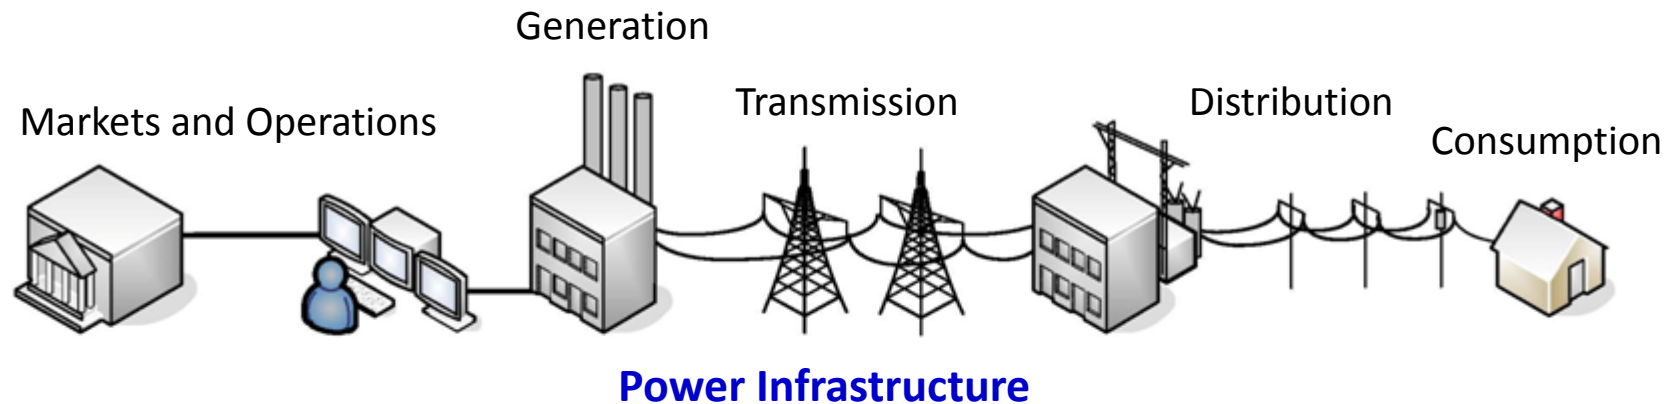 Generation
Markets and Operations
Transmission
Distribution
Consumption
Power Infrastructure